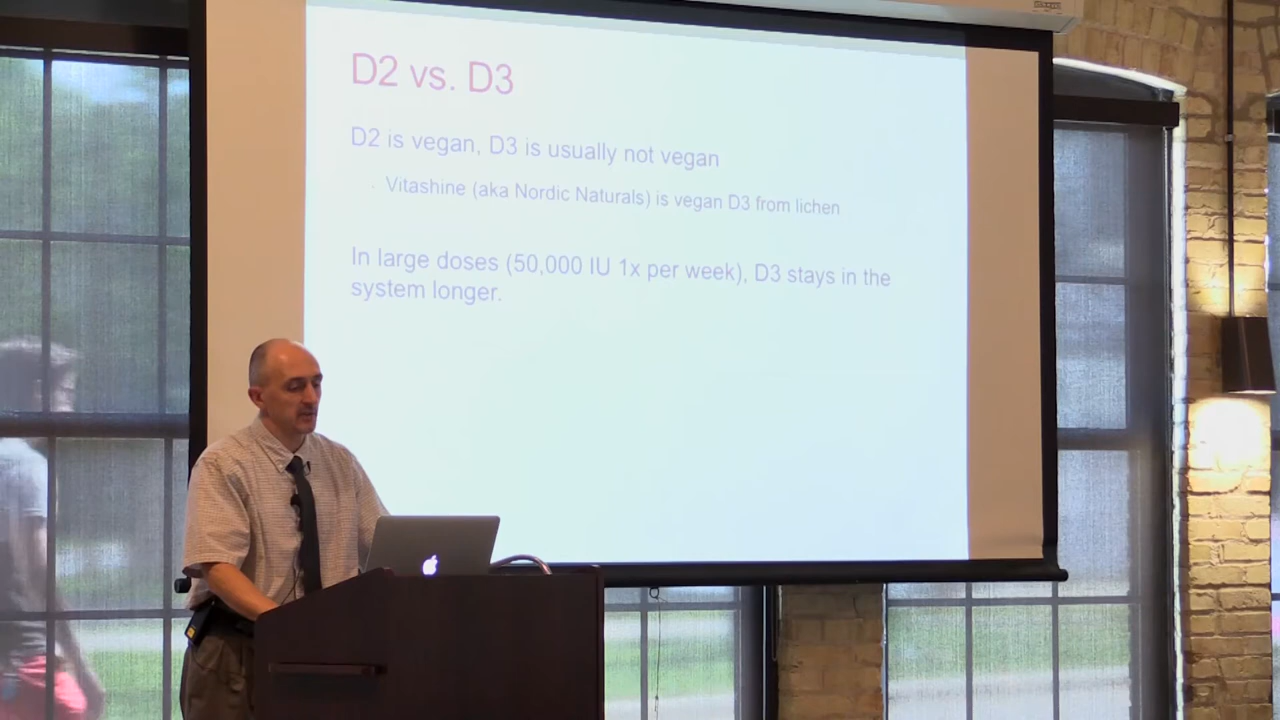 D2 vs. D3
D2 is vegan, D3 is usually not vegan
Vitashine (aka Nordic Naturals) is vegan D3 from lichen
In large doses (50,000 IU 1x per week), D3 stays in the
system longer.